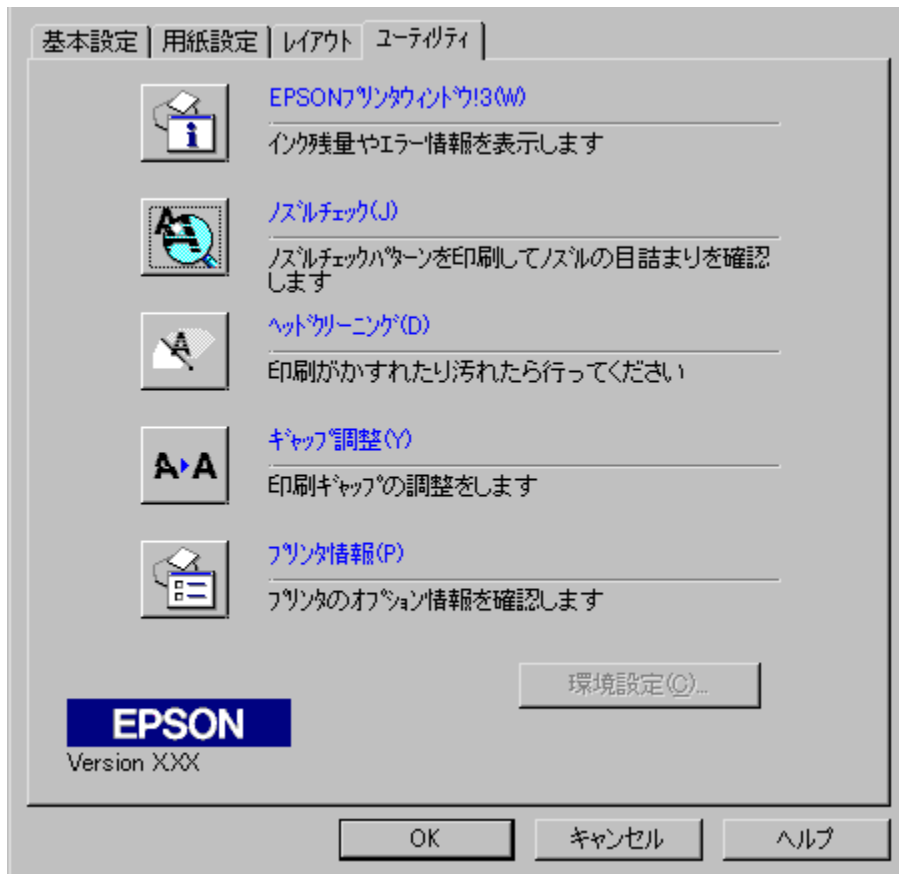 基本設定 用紙設定 レイアウト ユーティリティ
EPSONプリンタウィンドウ!3(W)
インク残量やエラー情報を表示します
ノズルチェック(J)
ノズルチェックパターンを印刷してノズルの目詰まりを確認
します
ヘッドクリーニング(D)
印刷がかすれたり汚れたら行ってください
ギャップ調整(Y)
印刷ギャップの調整をします
プリンタ情報(P)
プリンタのオプション情報を確認します
環境設定(C)...
EPSON
Version X.XX
OK キャンセル ヘルプ